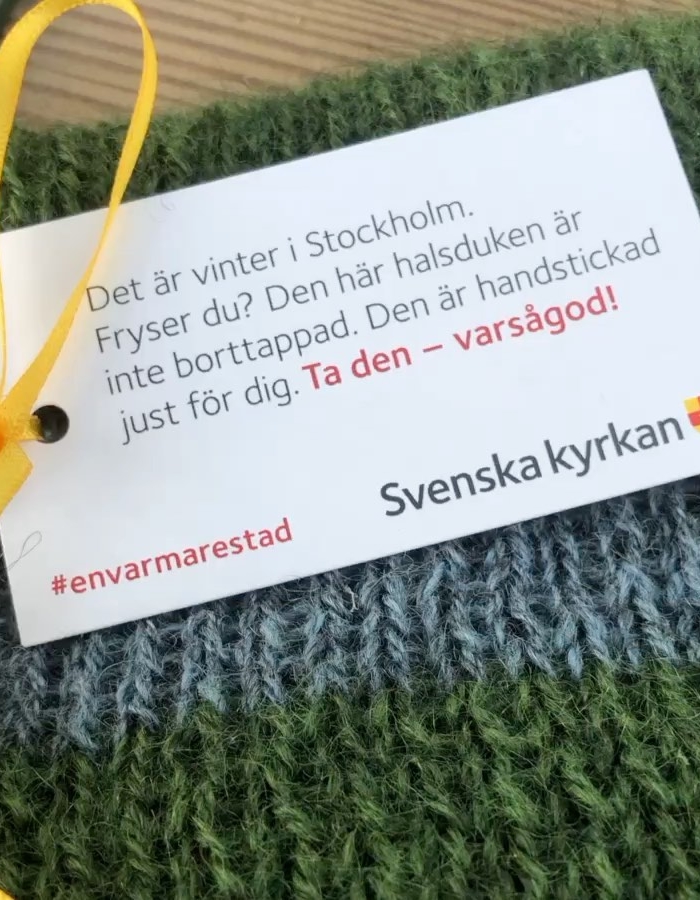 Det är vinter i Stockholm.
Fryser du? Den här halsduken är
inte borttappad. Den är handstickad
just för dig. Ta den – varsågod!
Svenska kyrkan
#envarmarestad